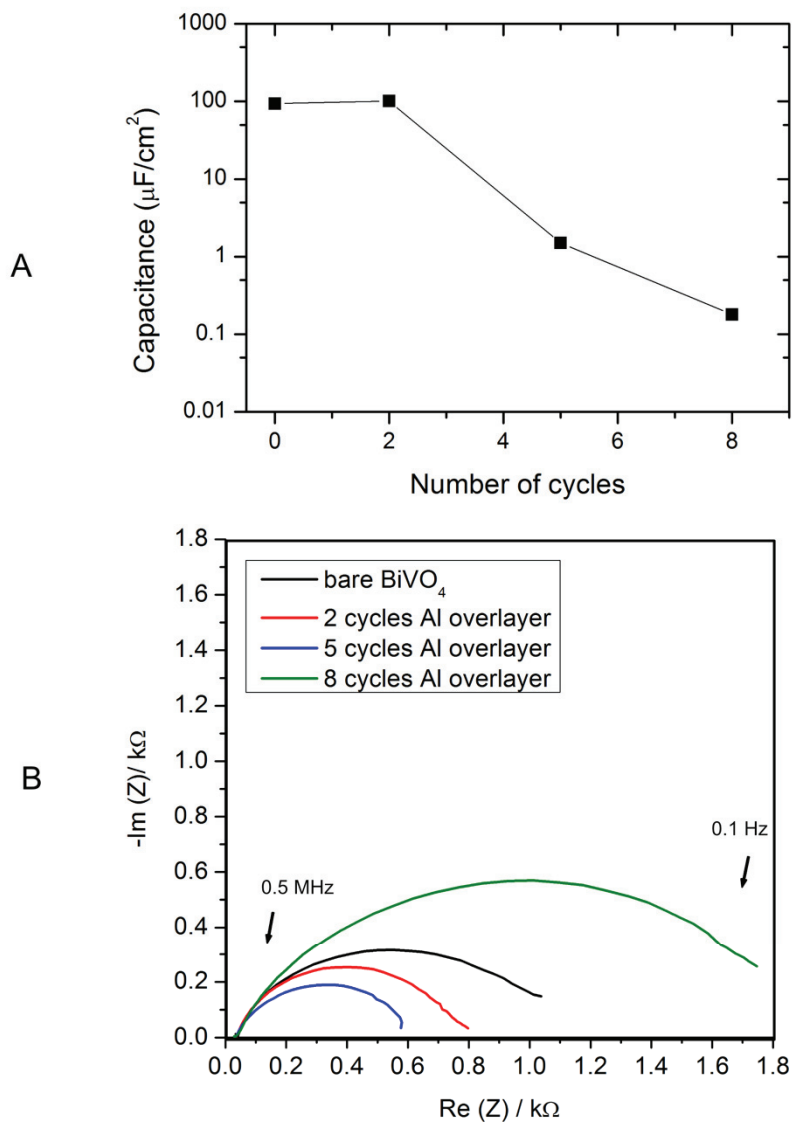 A
1000
100
10
1
0.1
0.01
Capacitance (μF/cm²)
0 2 4 6 8
Number of cycles
B
1.8
1.6
1.4
1.2
1.0
0.8
0.6
0.4
0.2
0.0
-Im (Z)/ kΩ
bare BiVO₄
2 cycles Al overlayer
5 cycles Al overlayer
8 cycles Al overlayer
0.1 Hz
0.5 MHz
0.0 0.2 0.4 0.6 0.8 1.0 1.2 1.4 1.6 1.8
Re (Z) / kΩ